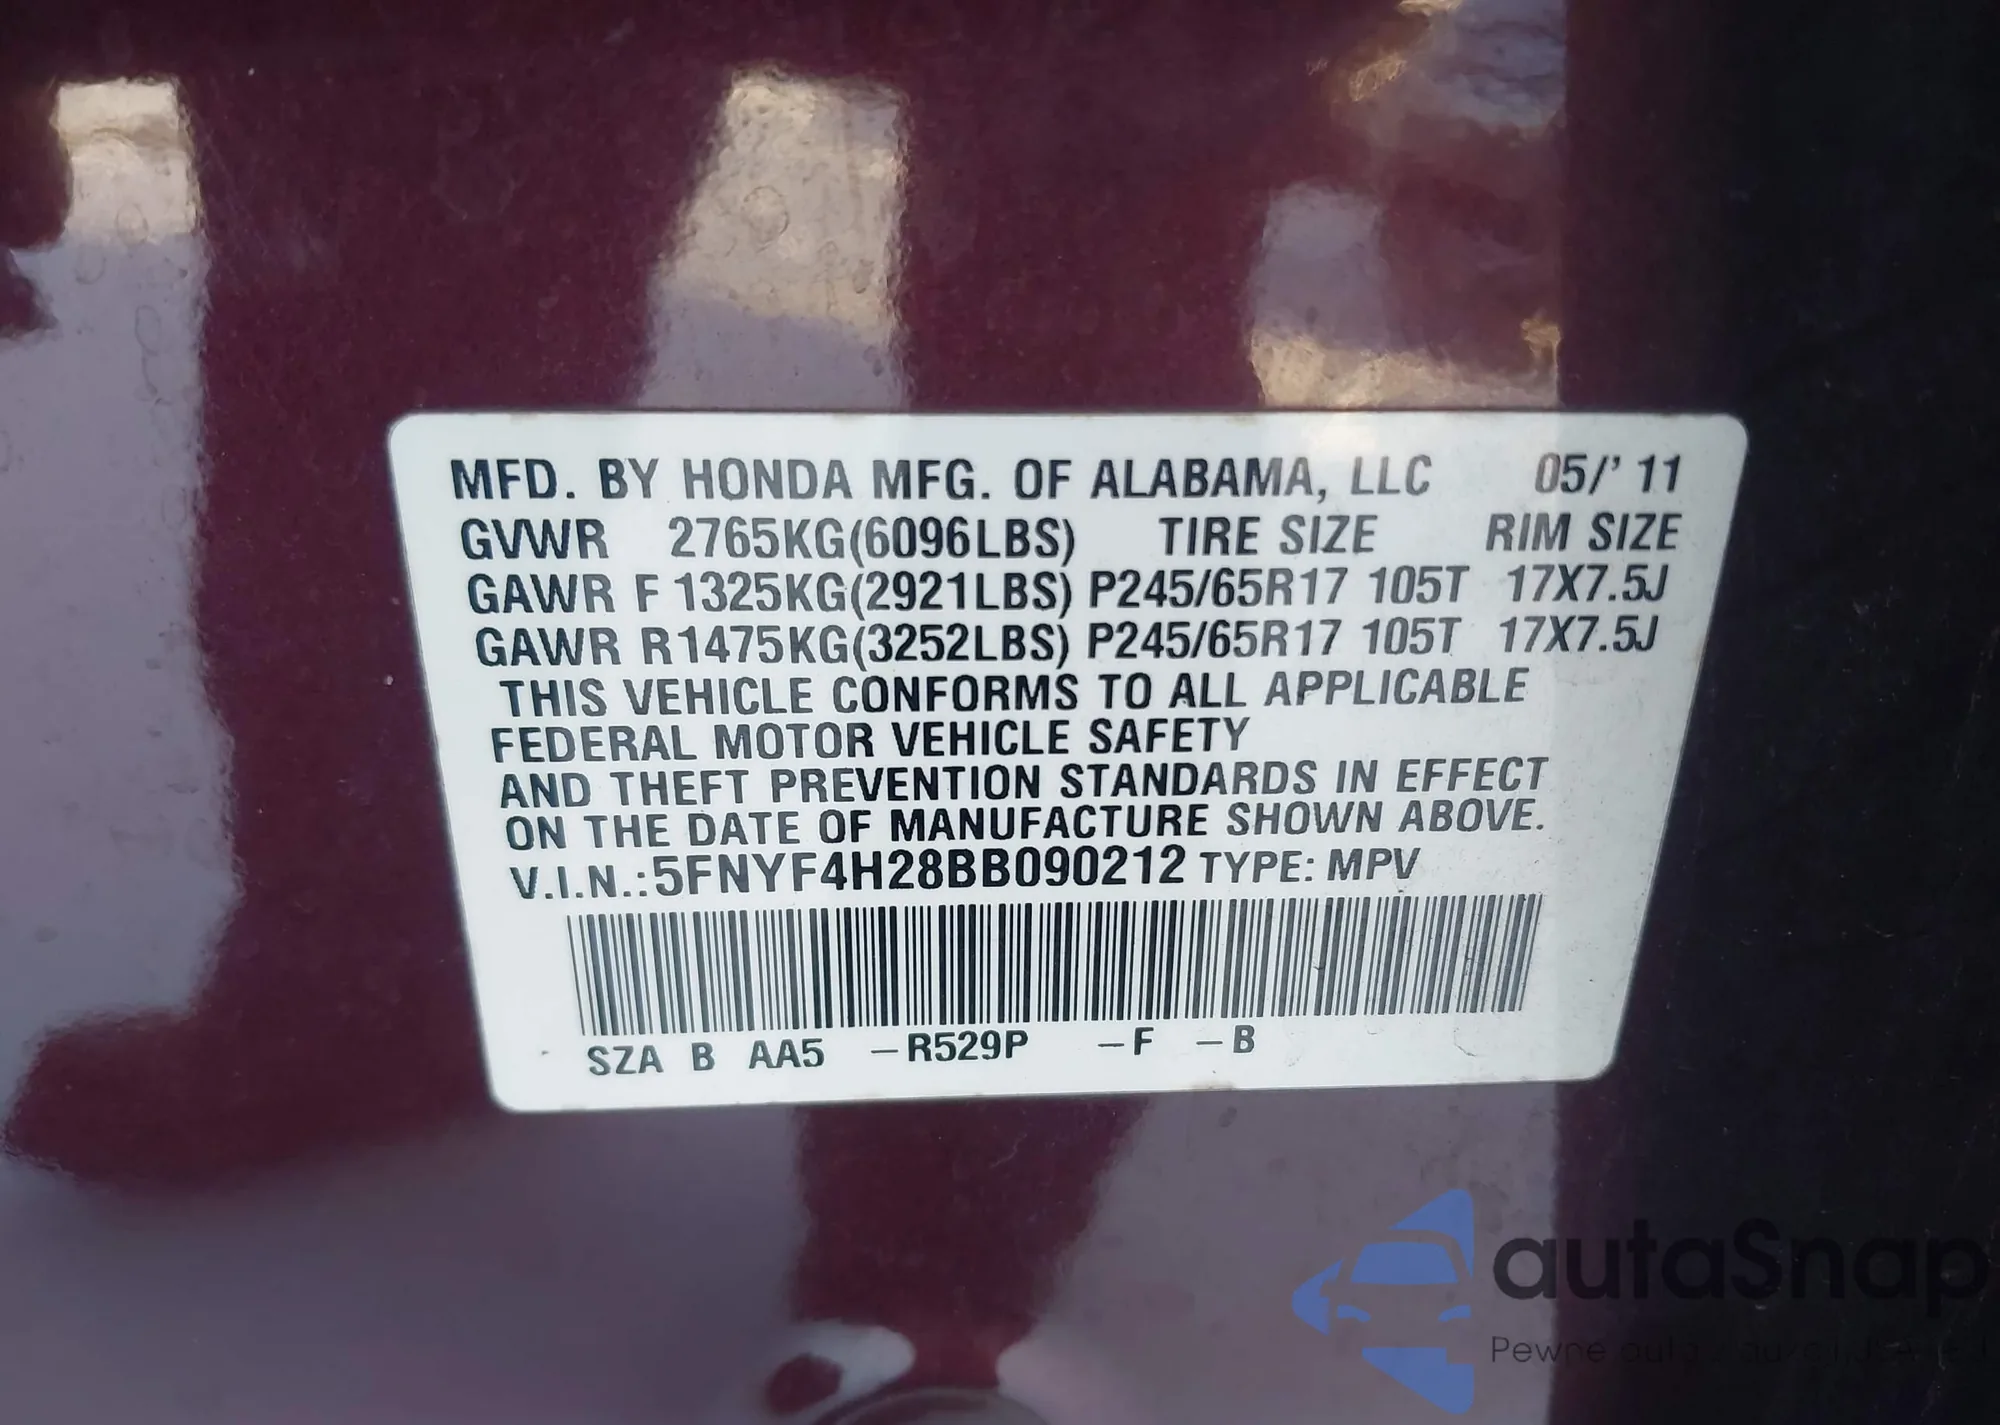 MFD. BY HONDA MFG. OF ALABAMA, LLC 05/' 11
GVWR 2765KG(6096LBS) TIRE SIZE RIM SIZE
GAWR F 1325KG(2921LBS) P245/65R17 105T 17X7.5J
GAWR R1475KG(3252LBS) P245/65R17 105T 17X7.5J
THIS VEHICLE CONFORMS TO ALL APPLICABLE
FEDERAL MOTOR VEHICLE SAFETY
AND THEFT PREVENTION STANDARDS IN EFFECT
ON THE DATE OF MANUFACTURE SHOWN ABOVE.
V.I.N.:5FNYF4H28BB090212 TYPE: MPV
SZA B AA5 –R529P –F –B
autaSnap
Pewne auta z